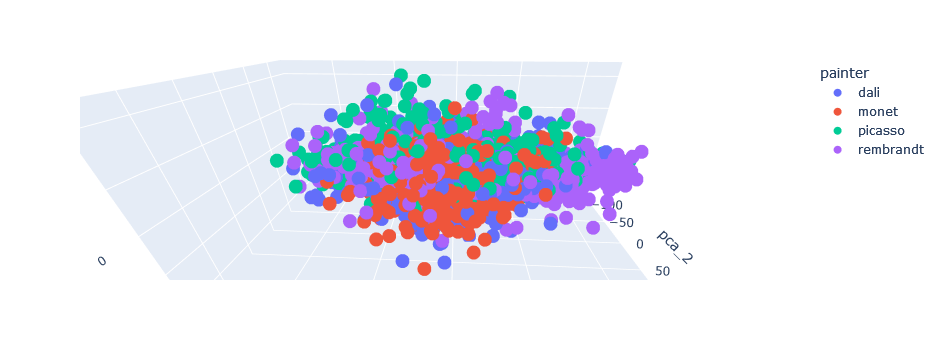 painter
dali
monet
picasso
rembrandt
−50
0
50
pca_2
0